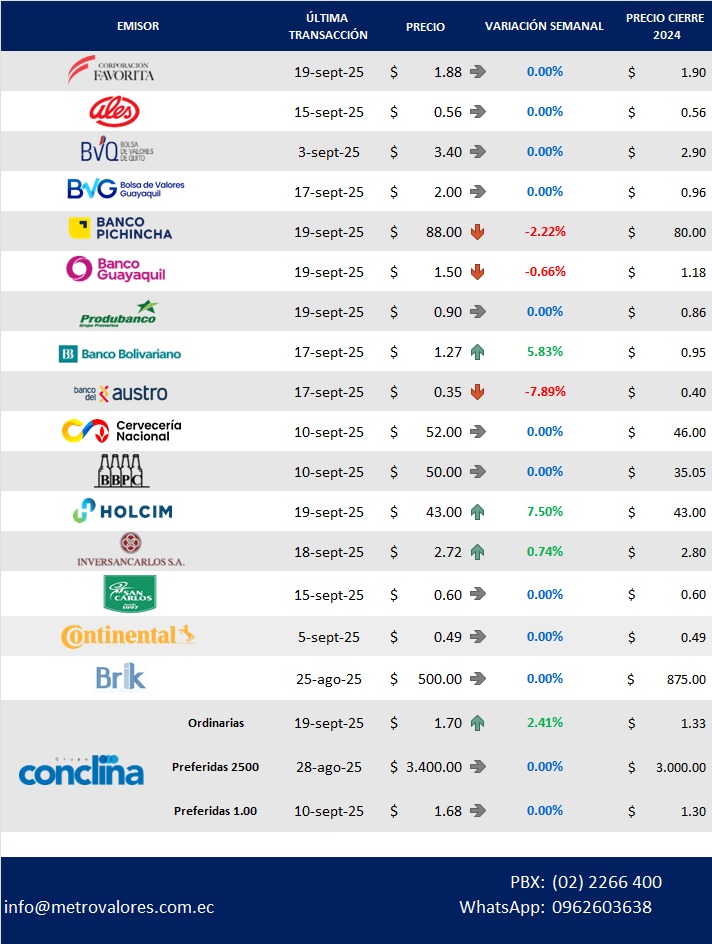 EMISOR ÚLTIMA TRANSACCIÓN PRECIO VARIACIÓN SEMANAL PRECIO CIERRE 2024
CORPORACIÓN FAVORITA 19-sept-25 $ 1.88 0.00% $ 1.90
ales 15-sept-25 $ 0.56 0.00% $ 0.56
BVQ BOLSA DE VALORES DE QUITO 3-sept-25 $ 3.40 0.00% $ 2.90
BVG Bolsa de Valores Guayaquil 17-sept-25 $ 2.00 0.00% $ 0.96
BANCO PICHINCHA 19-sept-25 $ 88.00 -2.22% $ 80.00
Banco Guayaquil 19-sept-25 $ 1.50 -0.66% $ 1.18
Produbanco Grupo Promerica 19-sept-25 $ 0.90 0.00% $ 0.86
BB Banco Bolivariano 17-sept-25 $ 1.27 5.83% $ 0.95
banco del austro 17-sept-25 $ 0.35 -7.89% $ 0.40
Cervecería Nacional 10-sept-25 $ 52.00 0.00% $ 46.00
BBPC 10-sept-25 $ 50.00 0.00% $ 35.05
HOLCIM 19-sept-25 $ 43.00 7.50% $ 43.00
INVERSANCARLOS S.A. 18-sept-25 $ 2.72 0.74% $ 2.80
SAN CARLOS 1897 15-sept-25 $ 0.60 0.00% $ 0.60
Continental 5-sept-25 $ 0.49 0.00% $ 0.49
Brik 25-ago-25 $ 500.00 0.00% $ 875.00
Ordinarias 19-sept-25 $ 1.70 2.41% $ 1.33
Grupo
conclina Preferidas 2500 28-ago-25 $ 3.400.00 0.00% $ 3.000.00
Preferidas 1.00 10-sept-25 $ 1.68 0.00% $ 1.30
PBX: (02) 2266 400
info@metrovalores.com.ec WhatsApp: 0962603638